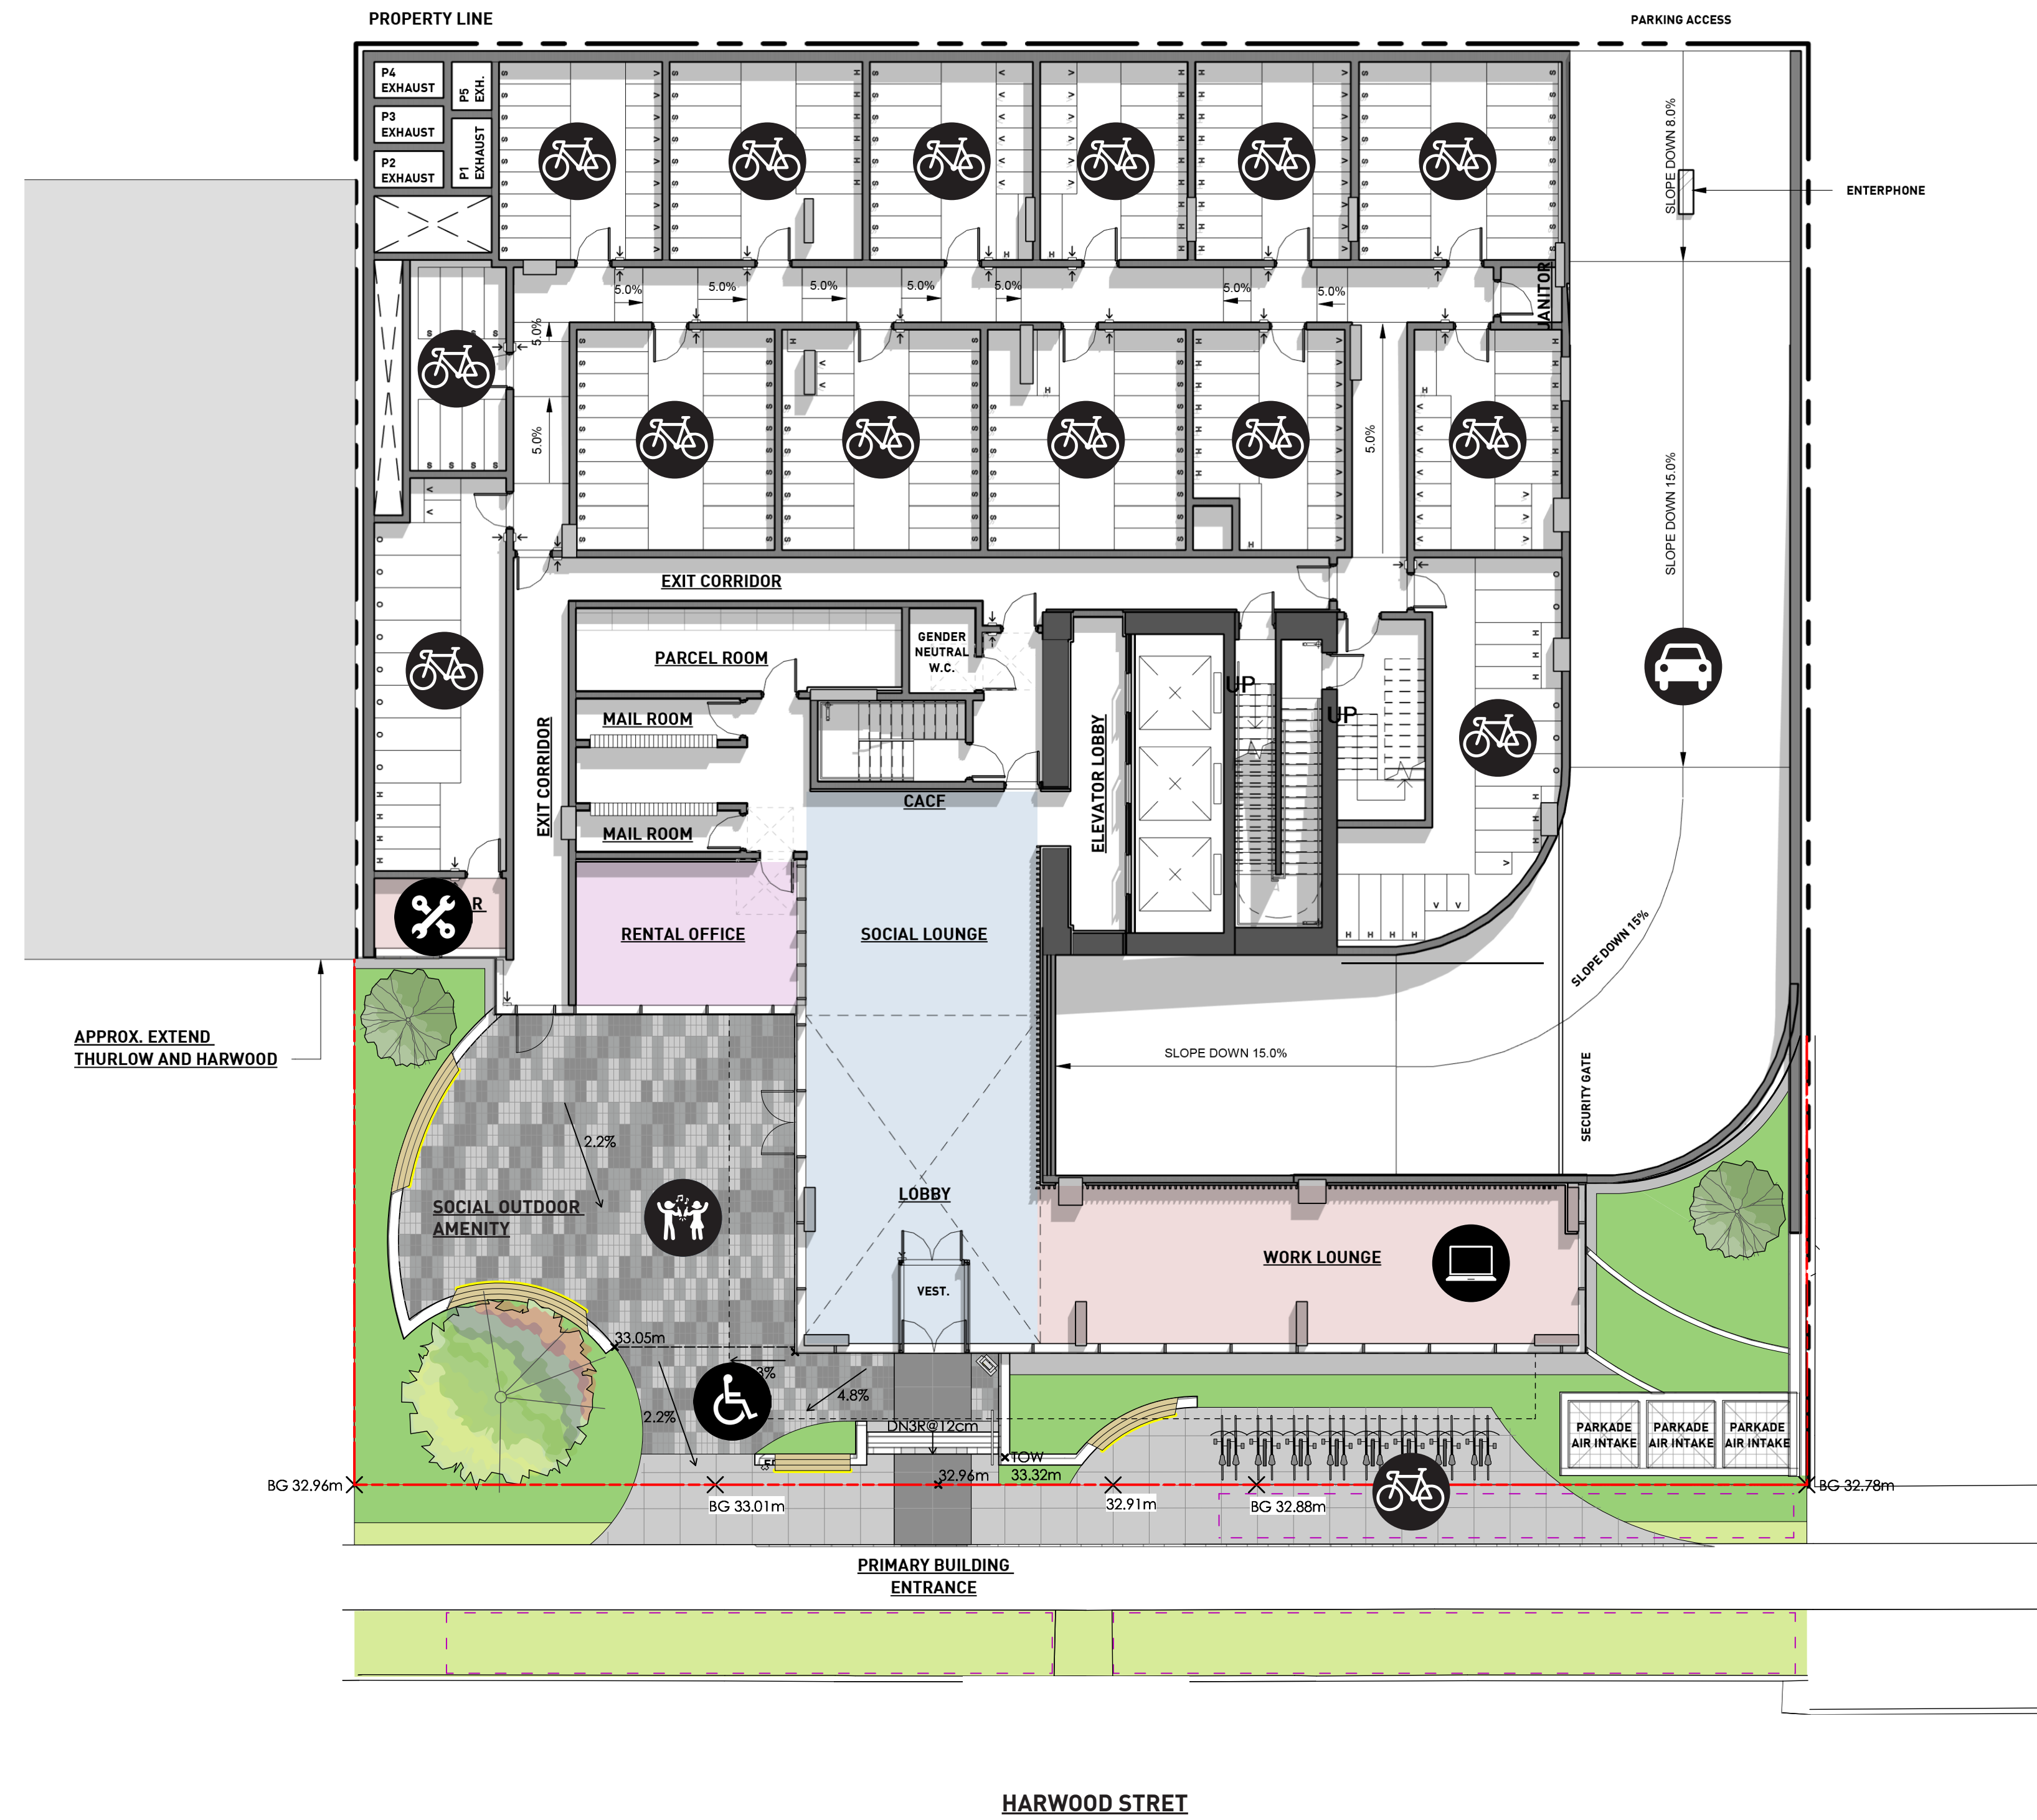 PROPERTY LINE
PARKING ACCESS
P4
EXHAUST
P5
EXH.
P3
EXHAUST
P1
EXHAUST
P2
EXHAUST
SLOPE DOWN 8.0%
ENTERPHONE
5.0%
5.0%
5.0%
5.0%
5.0%
5.0%
5.0%
JANITOR
5.0%
5.0%
5.0%
SLOPE DOWN 15.0%
EXIT CORRIDOR
PARCEL ROOM
GENDER
NEUTRAL
W.C.
UP
UP
MAIL ROOM
EXIT CORRIDOR
ELEVATOR LOBBY
CACF
MAIL ROOM
R
RENTAL OFFICE
SOCIAL LOUNGE
SLOPE DOWN 15%
APPROX. EXTEND
THURLOW AND HARWOOD
SLOPE DOWN 15.0%
SECURITY GATE
2.2%
SOCIAL OUTDOOR
AMENITY
LOBBY
WORK LOUNGE
VEST.
33.05m
3%
4.8%
2.2%
DN3R@12cm
PARKADE
AIR INTAKE
PARKADE
AIR INTAKE
PARKADE
AIR INTAKE
TOW
33.32m
32.96m
BG 32.96m
BG 33.01m
32.91m
BG 32.88m
BG 32.78m
PRIMARY BUILDING
ENTRANCE
HARWOOD STRET